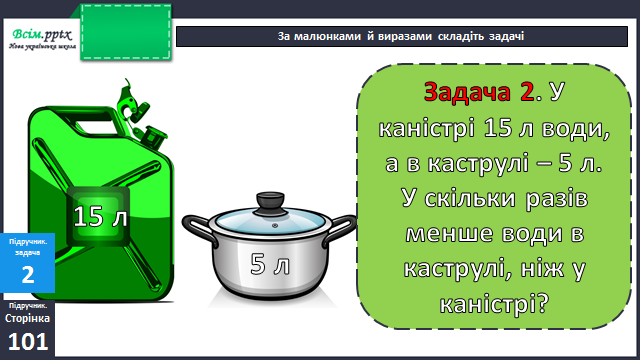 Всім.pptx
Нова українська школа
За малюнками й виразами складіть задачі
Задача 2. У
каністрі 15 л води,
а в каструлі – 5 л.
У скільки разів
менше води в
каструлі, ніж у
каністрі?
15 л
5 л
Підручник.
задача
2
Підручник.
Сторінка
101